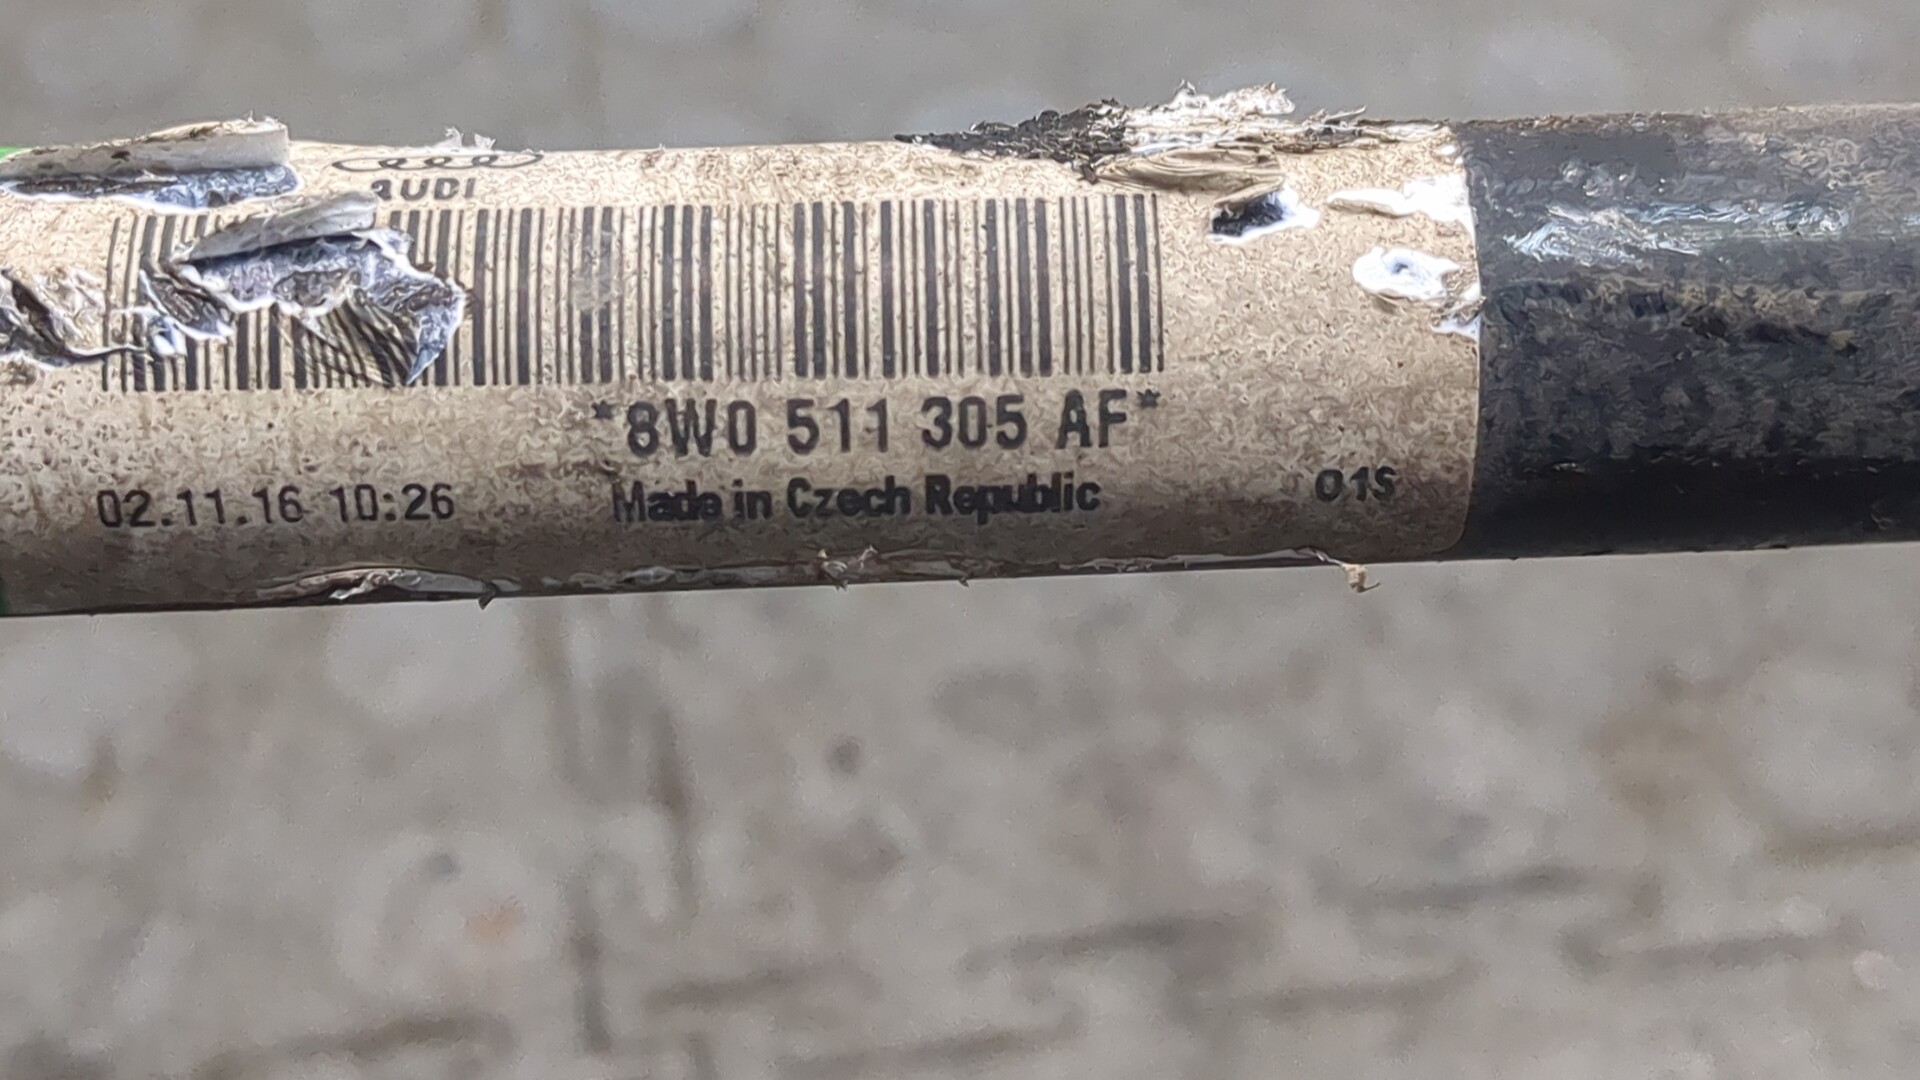 AUDI
*8W0 511 305 AF*
02.11.16 10:26 Made in Czech Republic 01S